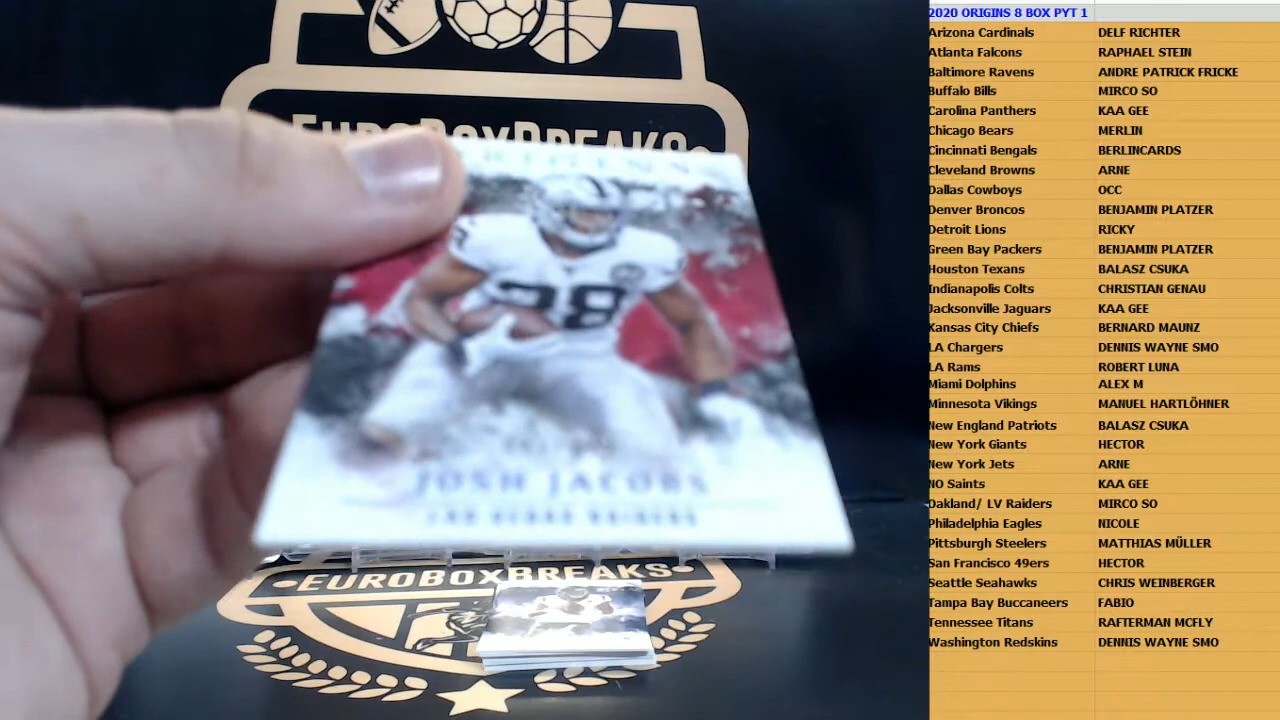 EUROBOXBREAKS
ORIGINS
28
JOSH JACOBS
LAS VEGAS RAIDERS
•EUROBOXBREAKS•
2020 ORIGINS 8 BOX PYT 1
Arizona Cardinals DELF RICHTER
Atlanta Falcons RAPHAEL STEIN
Baltimore Ravens ANDRE PATRICK FRICKE
Buffalo Bills MIRCO SO
Carolina Panthers KAA GEE
Chicago Bears MERLIN
Cincinnati Bengals BERLINCARDS
Cleveland Browns ARNE
Dallas Cowboys OCC
Denver Broncos BENJAMIN PLATZER
Detroit Lions RICKY
Green Bay Packers BENJAMIN PLATZER
Houston Texans BALASZ CSUKA
Indianapolis Colts CHRISTIAN GENAU
Jacksonville Jaguars KAA GEE
Kansas City Chiefs BERNARD MAUNZ
LA Chargers DENNIS WAYNE SMO
LA Rams ROBERT LUNA
Miami Dolphins ALEX M
Minnesota Vikings MANUEL HARTLÖHNER
New England Patriots BALASZ CSUKA
New York Giants HECTOR
New York Jets ARNE
NO Saints KAA GEE
Oakland/ LV Raiders MIRCO SO
Philadelphia Eagles NICOLE
Pittsburgh Steelers MATTHIAS MÜLLER
San Francisco 49ers HECTOR
Seattle Seahawks CHRIS WEINBERGER
Tampa Bay Buccaneers FABIO
Tennessee Titans RAFTERMAN MCFLY
Washington Redskins DENNIS WAYNE SMO